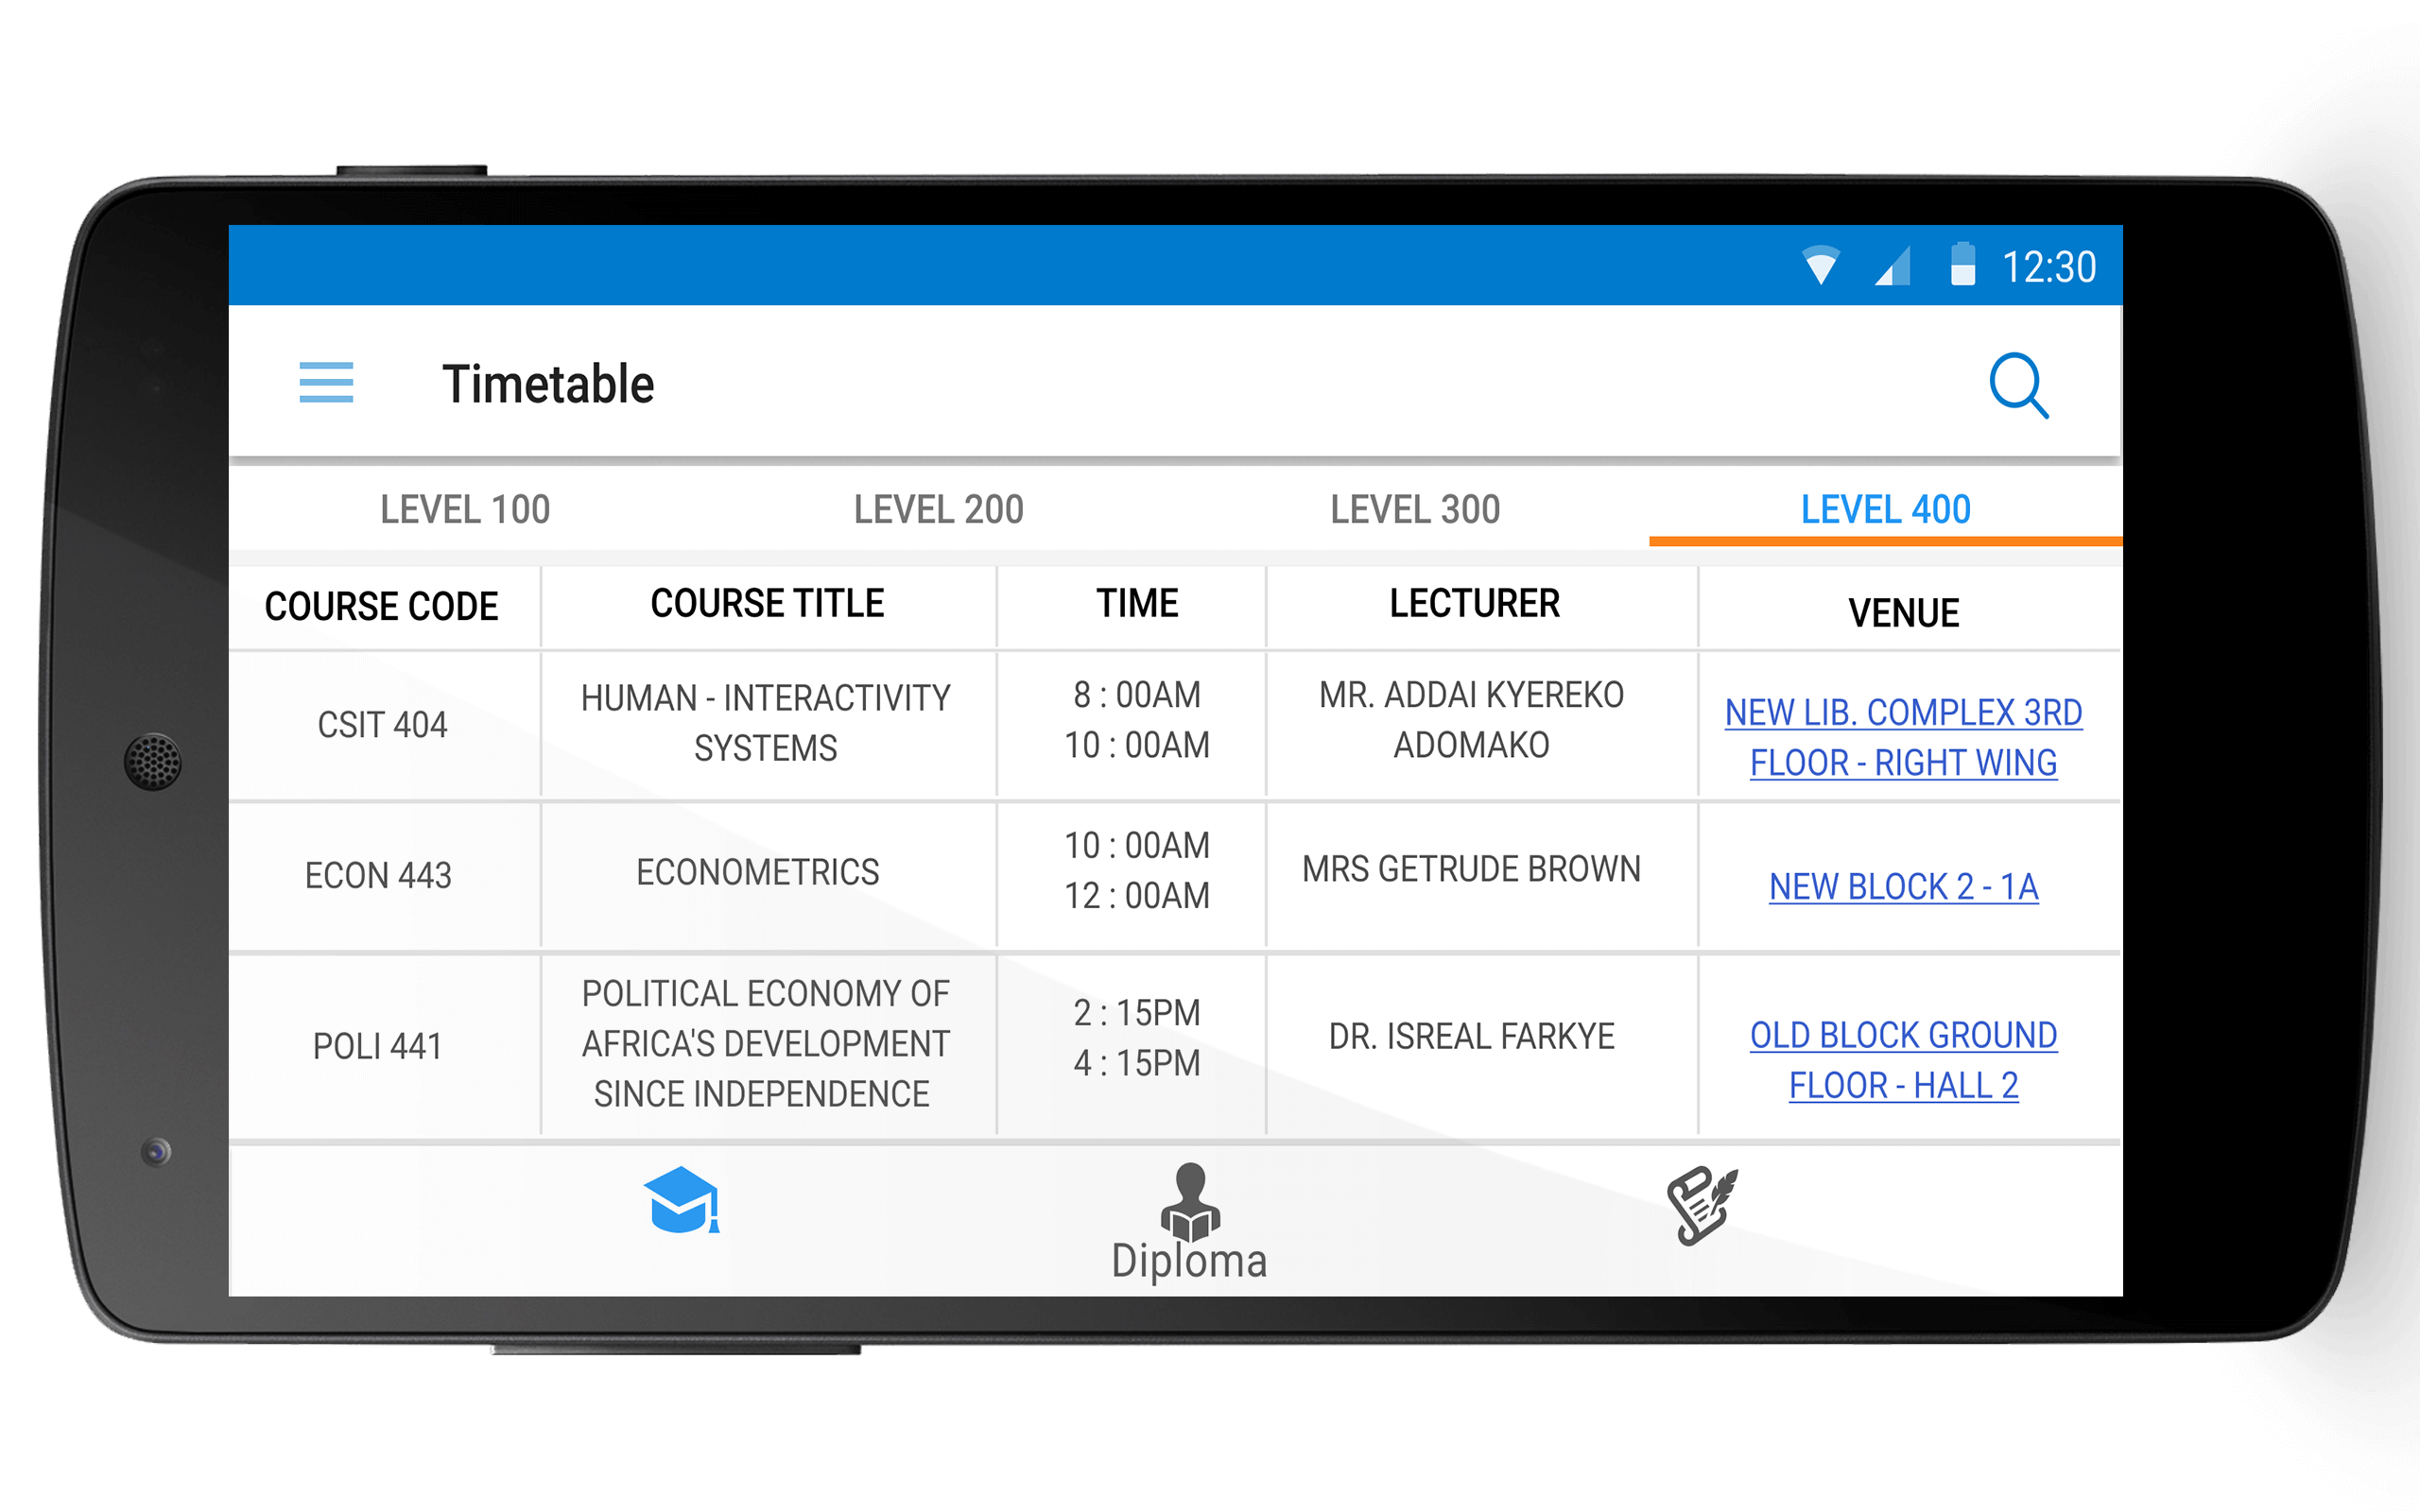 12:30
Timetable
LEVEL 100
LEVEL 200
LEVEL 300
LEVEL 400
COURSE CODE
COURSE TITLE
TIME
LECTURER
VENUE
CSIT 404
HUMAN - INTERACTIVITY
SYSTEMS
8 : 00AM
10 : 00AM
MR. ADDAI KYEREKO
ADOMAKO
NEW LIB. COMPLEX 3RD
FLOOR - RIGHT WING
ECON 443
ECONOMETRICS
10 : 00AM
12 : 00AM
MRS GETRUDE BROWN
NEW BLOCK 2 - 1A
POLI 441
POLITICAL ECONOMY OF
AFRICA'S DEVELOPMENT
SINCE INDEPENDENCE
2 : 15PM
4 : 15PM
DR. ISREAL FARKYE
OLD BLOCK GROUND
FLOOR - HALL 2
Diploma